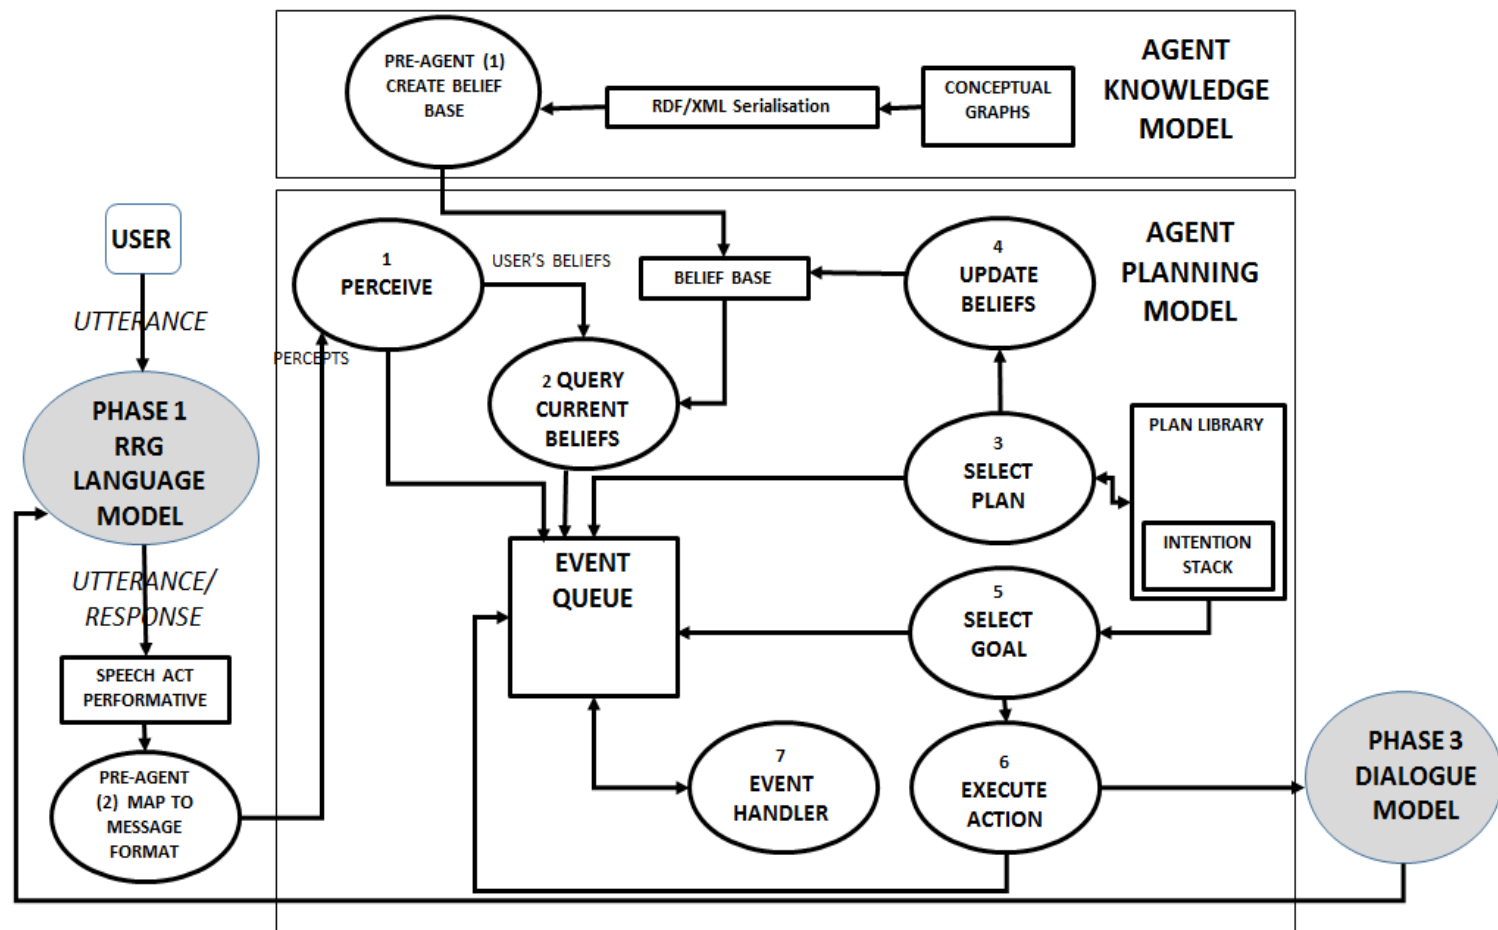 PRE-AGENT (1)
CREATE BELIEF
BASE
RDF/XML Serialisation
CONCEPTUAL
GRAPHS
AGENT
KNOWLEDGE
MODEL
USER
UTTERANCE
PHASE 1
RRG
LANGUAGE
MODEL
UTTERANCE/
RESPONSE
SPEECH ACT
PERFORMATIVE
PRE-AGENT
(2) MAP TO
MESSAGE
FORMAT
PERCEPTS
1
PERCEIVE
USER'S BELIEFS
BELIEF BASE
2 QUERY
CURRENT
BELIEFS
4
UPDATE
BELIEFS
AGENT
PLANNING
MODEL
3
SELECT
PLAN
PLAN LIBRARY
INTENTION
STACK
EVENT
QUEUE
5
SELECT
GOAL
7
EVENT
HANDLER
6
EXECUTE
ACTION
PHASE 3
DIALOGUE
MODEL